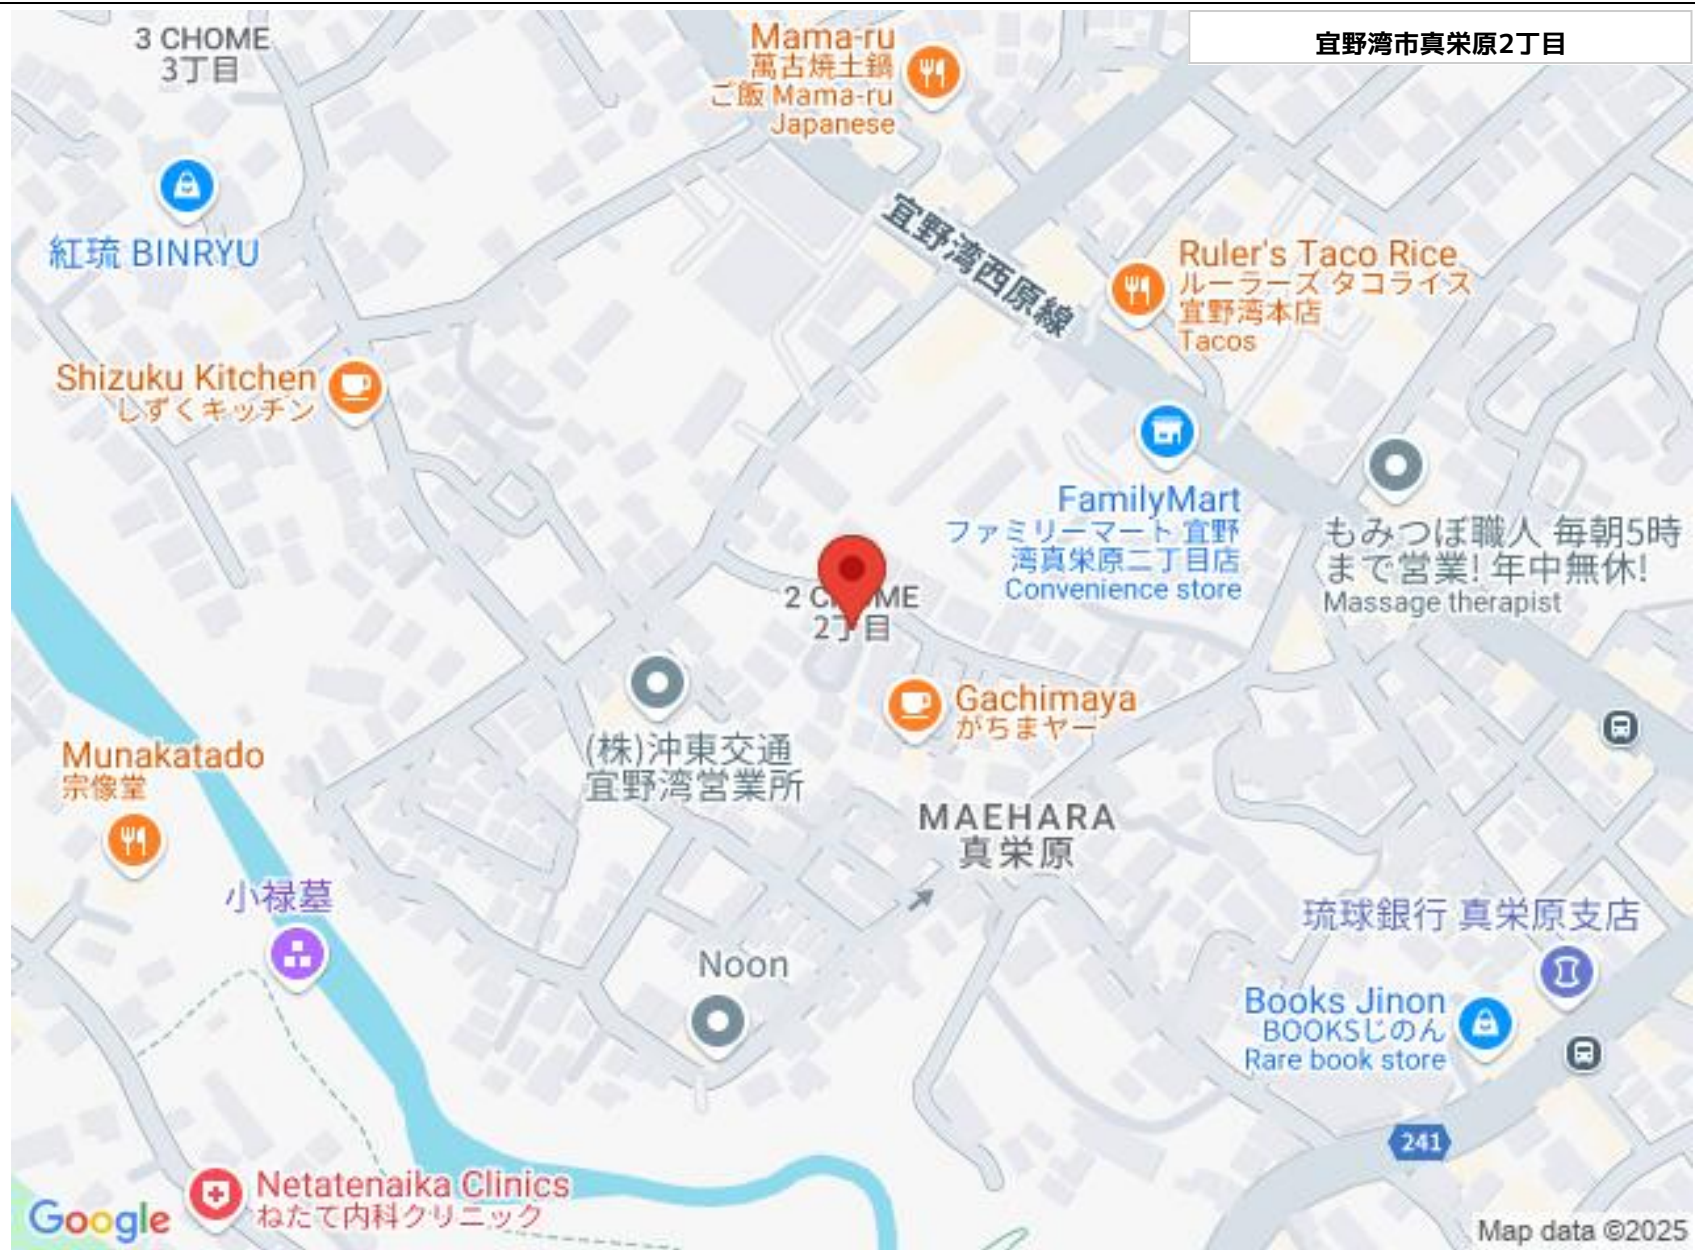 宜野湾市真栄原2丁目
3 CHOME
3丁目
Mama-ru
萬古焼土鍋
ご飯 Mama-ru
Japanese
紅琉 BINRYU
宜野湾西原線
Ruler's Taco Rice
ルーラーズ タコライス
宜野湾本店
Tacos
Shizuku Kitchen
しずくキッチン
FamilyMart
ファミリーマート 宜野
湾真栄原二丁目店
Convenience store
もみつぼ職人 毎朝5時
まで営業! 年中無休!
Massage therapist
2 CHOME
2丁目
Gachimaya
がちまヤー
(株)沖東交通
宜野湾営業所
Munakatado
宗像堂
MAEHARA
真栄原
小禄墓
琉球銀行 真栄原支店
Noon
Books Jinon
BOOKSじのん
Rare book store
241
Netatenaika Clinics
ねたて内科クリニック
Google
Map data ©2025